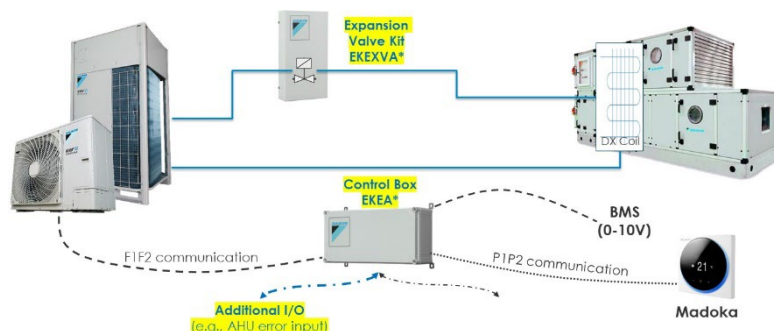 Expansion
Valve Kit
EKEXVA*
DX Coil
Control Box
EKEA*
BMS
(0-10V)
F1F2 communication
P1P2 communication
21
Additional I/O
(e.g., AHU error input)
Madoka